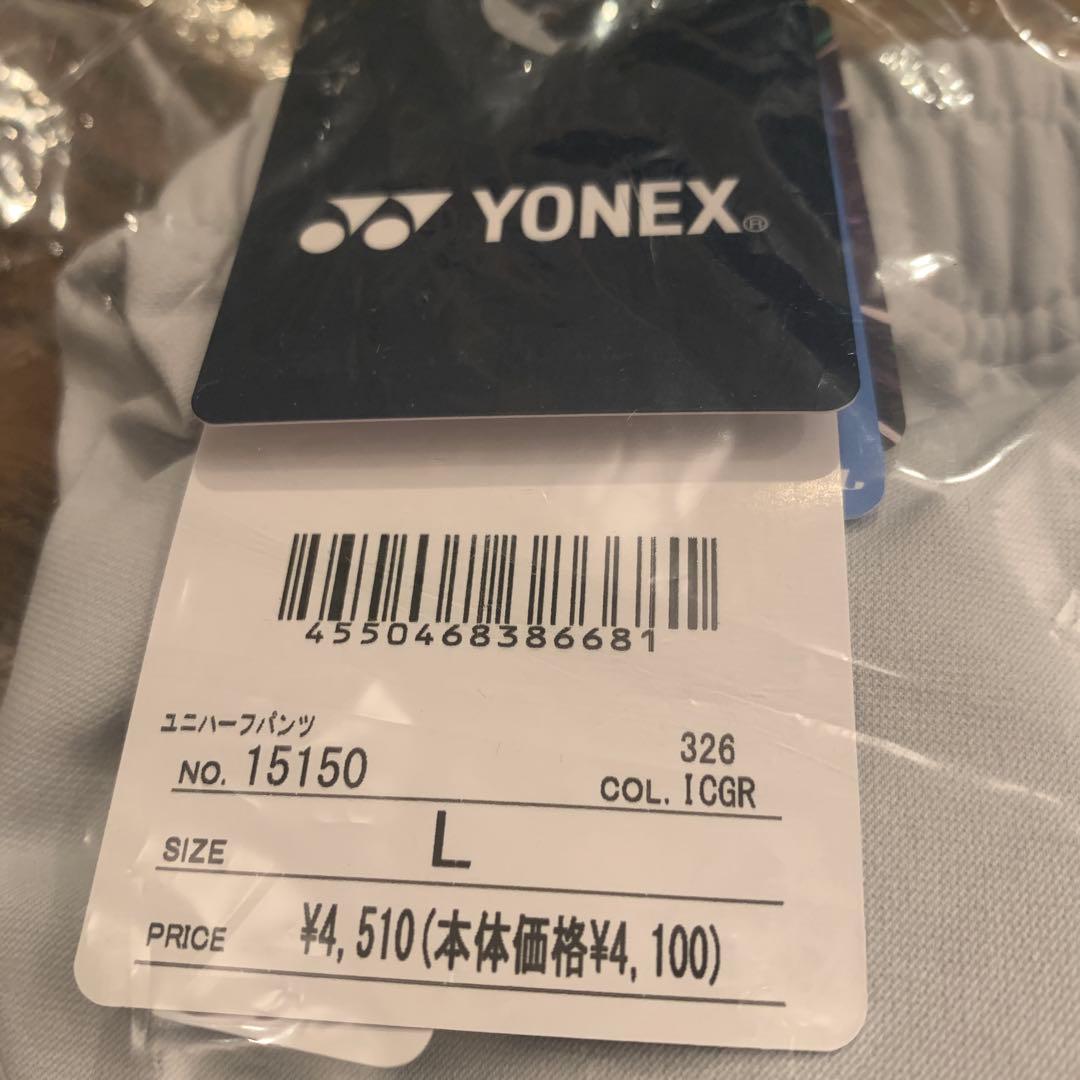 YONEX®
4550468386681
ユニハーフパンツ
NO. 15150
326
COL. ICGR
SIZE L
PRICE ¥4,510(本体価格¥4,100)